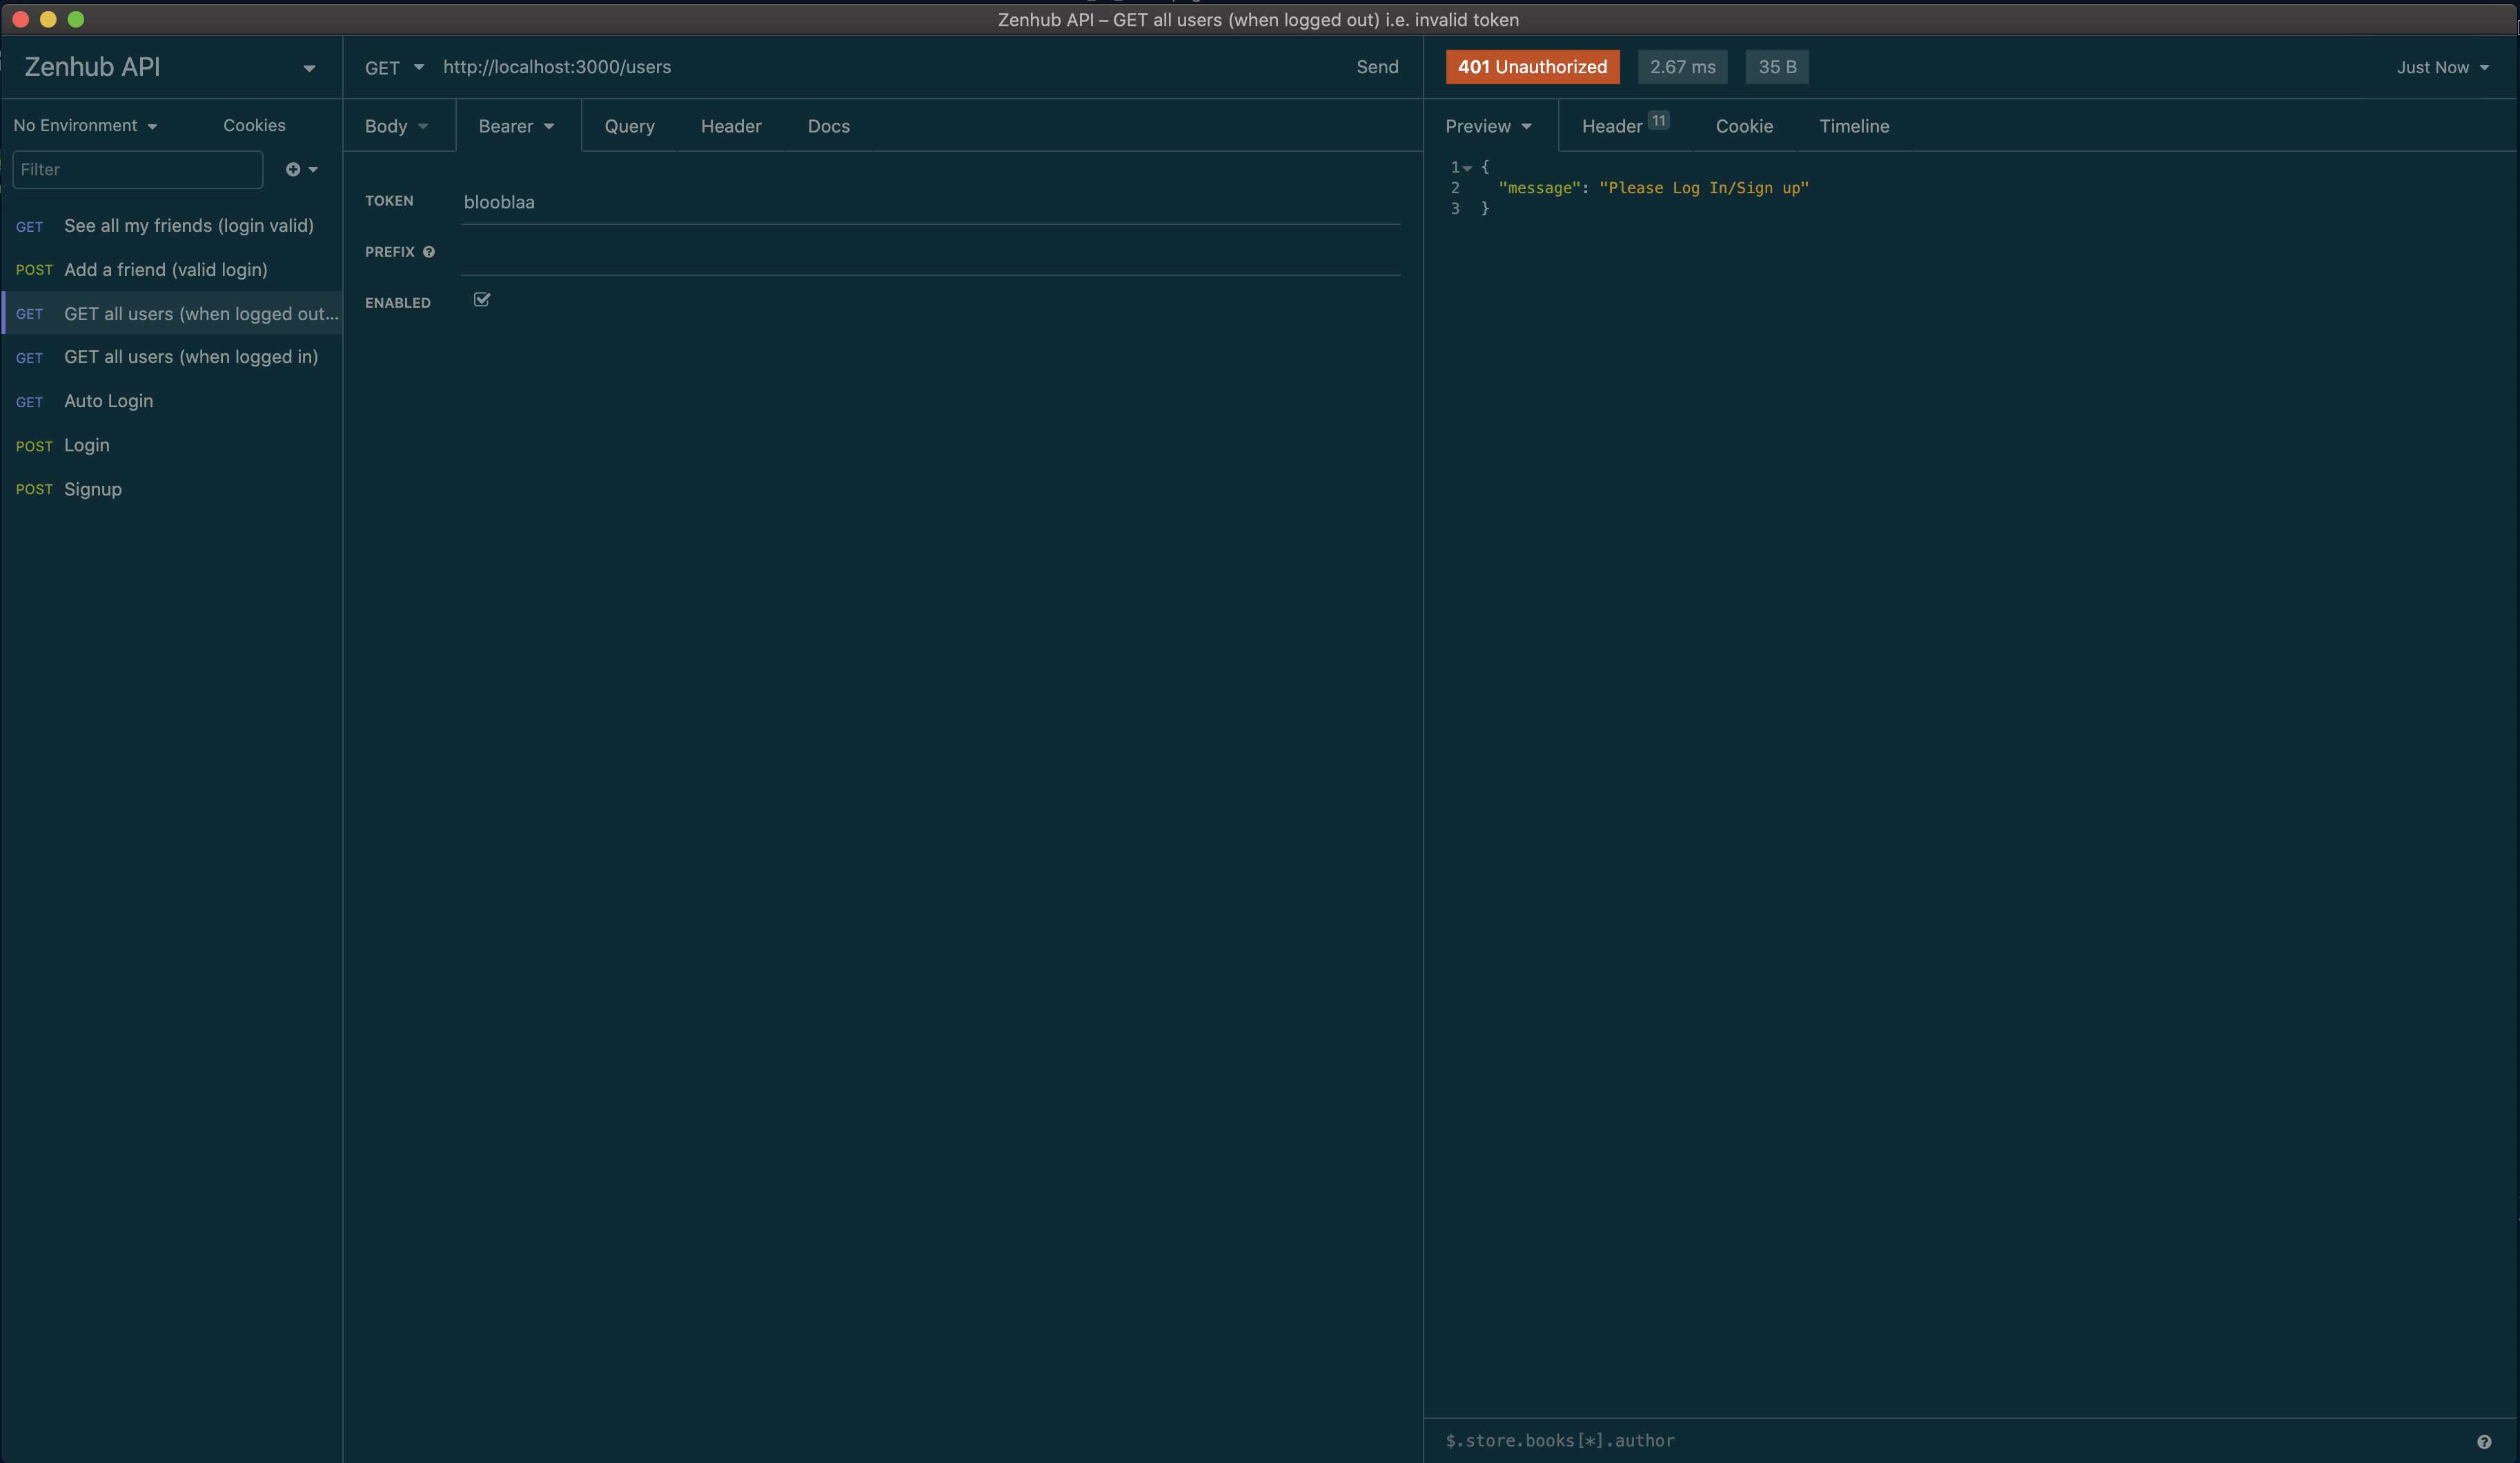 Zenhub API – GET all users (when logged out) i.e. invalid token
Zenhub API
No Environment
Cookies
Filter
GET See all my friends (login valid)
POST Add a friend (valid login)
GET GET all users (when logged out...
GET GET all users (when logged in)
GET Auto Login
POST Login
POST Signup
GET http://localhost:3000/users Send
Body Bearer Query Header Docs
TOKEN blooblaa
PREFIX
ENABLED
401 Unauthorized 2.67 ms 35 B Just Now
Preview Header 11 Cookie Timeline
1 {
2 "message": "Please Log In/Sign up"
3 }
$.store.books[*].author